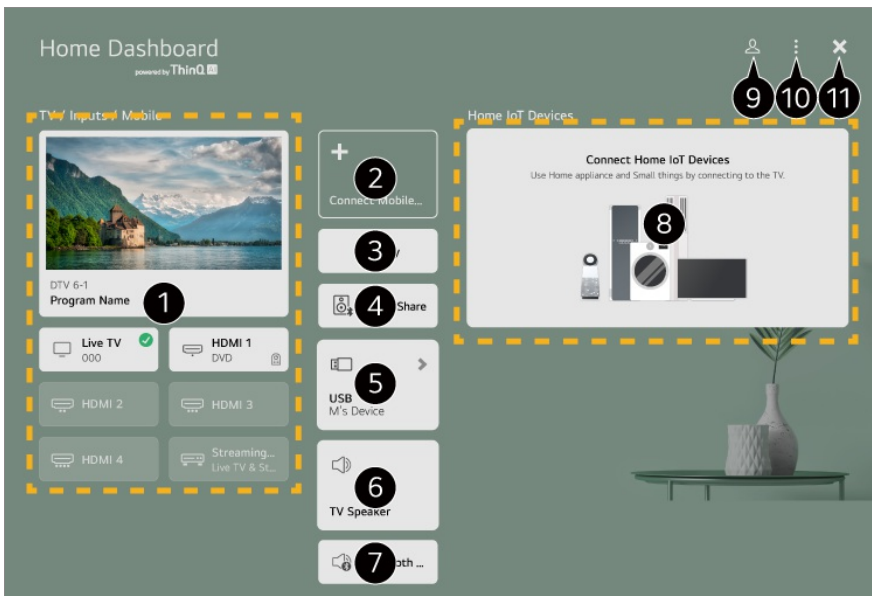 Home Dashboard
powered by ThinQ AI
9
10
11
TV / Inputs / Mobile
Home IoT Devices
DTV 6-1
Program Name
1
Live TV
000
HDMI 1
DVD
HDMI 2
HDMI 3
HDMI 4
Streaming...
Live TV & St...
2
Connect Mobile...
3
4
Share
5
USB
M's Device
6
TV Speaker
7
Connect Home IoT Devices
Use Home appliance and Small things by connecting to the TV.
8